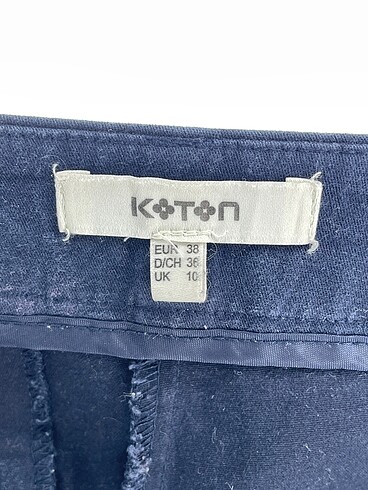 KOTON
EUR 38
D/CH 36
UK 10